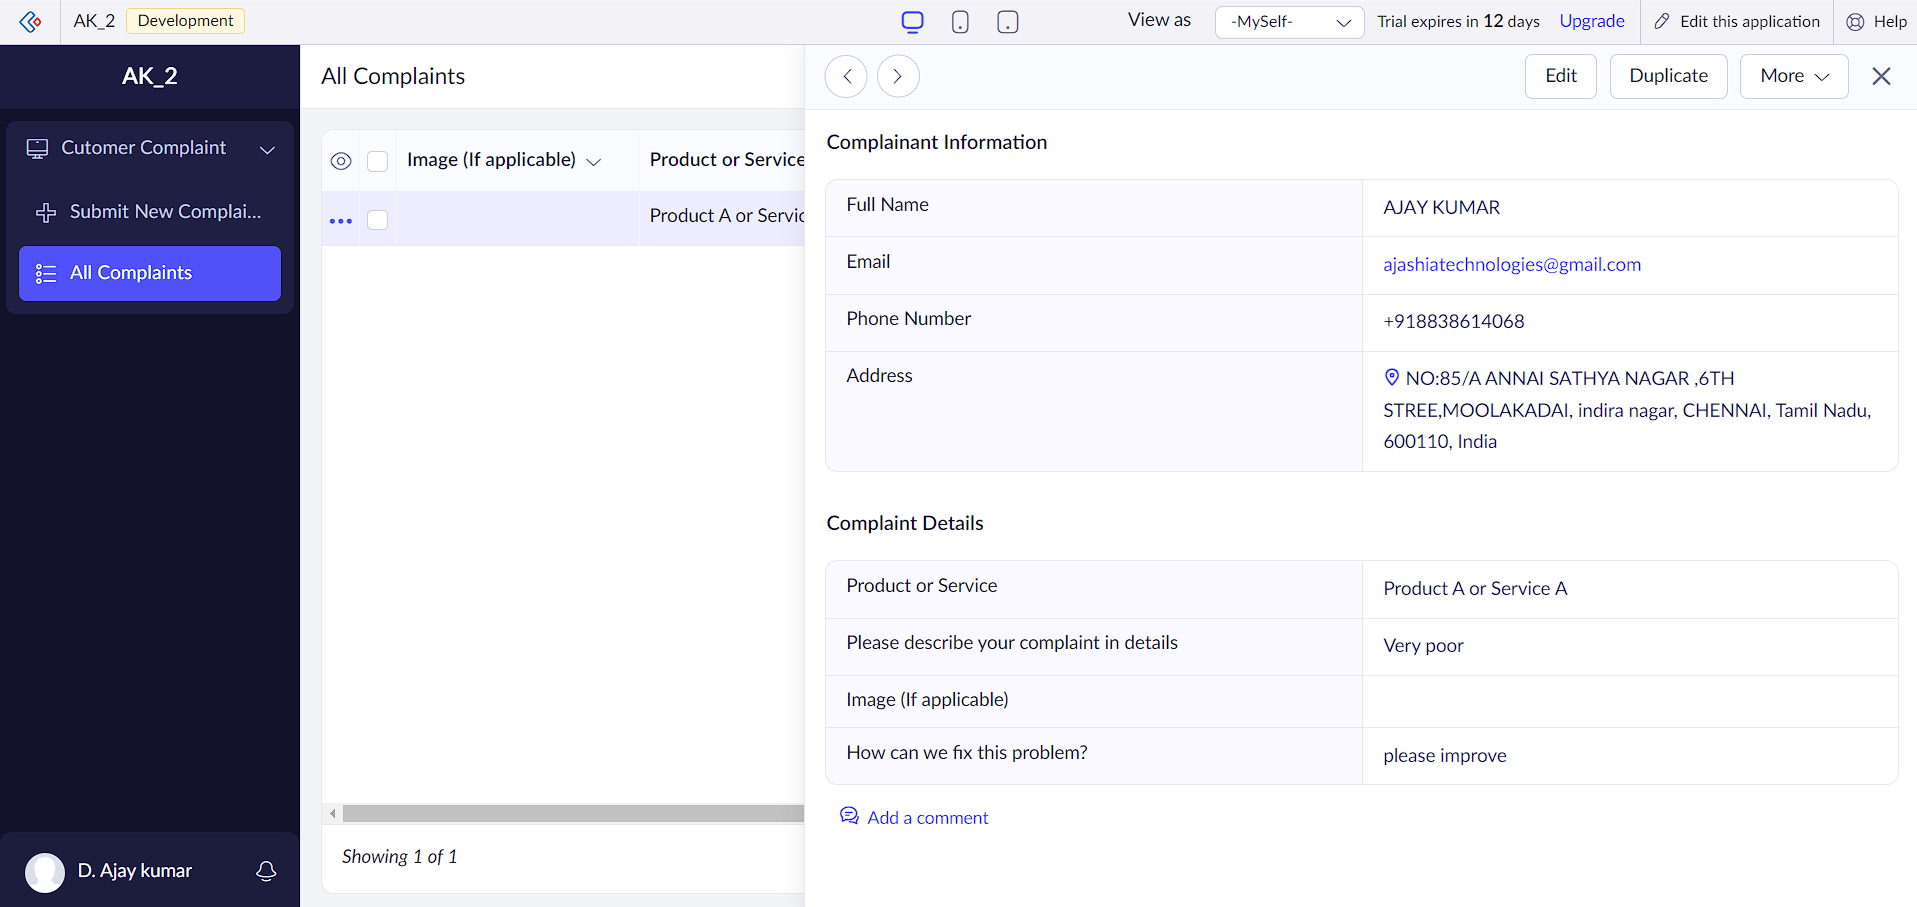 AK_2 Development View as -MySelf- Trial expires in 12 days Upgrade Edit this application Help
AK_2
Cutomer Complaint
Submit New Complai...
All Complaints
D. Ajay kumar
All Complaints
Image (If applicable) Product or Service
Product A or Servic
Showing 1 of 1
Edit Duplicate More
Complainant Information
Full Name AJAY KUMAR
Email ajashiatechnologies@gmail.com
Phone Number +918838614068
Address NO:85/A ANNAI SATHYA NAGAR ,6TH
STREE,MOOLAKADAI, indira nagar, CHENNAI, Tamil Nadu,
600110, India
Complaint Details
Product or Service Product A or Service A
Please describe your complaint in details Very poor
Image (If applicable)
How can we fix this problem? please improve
Add a comment